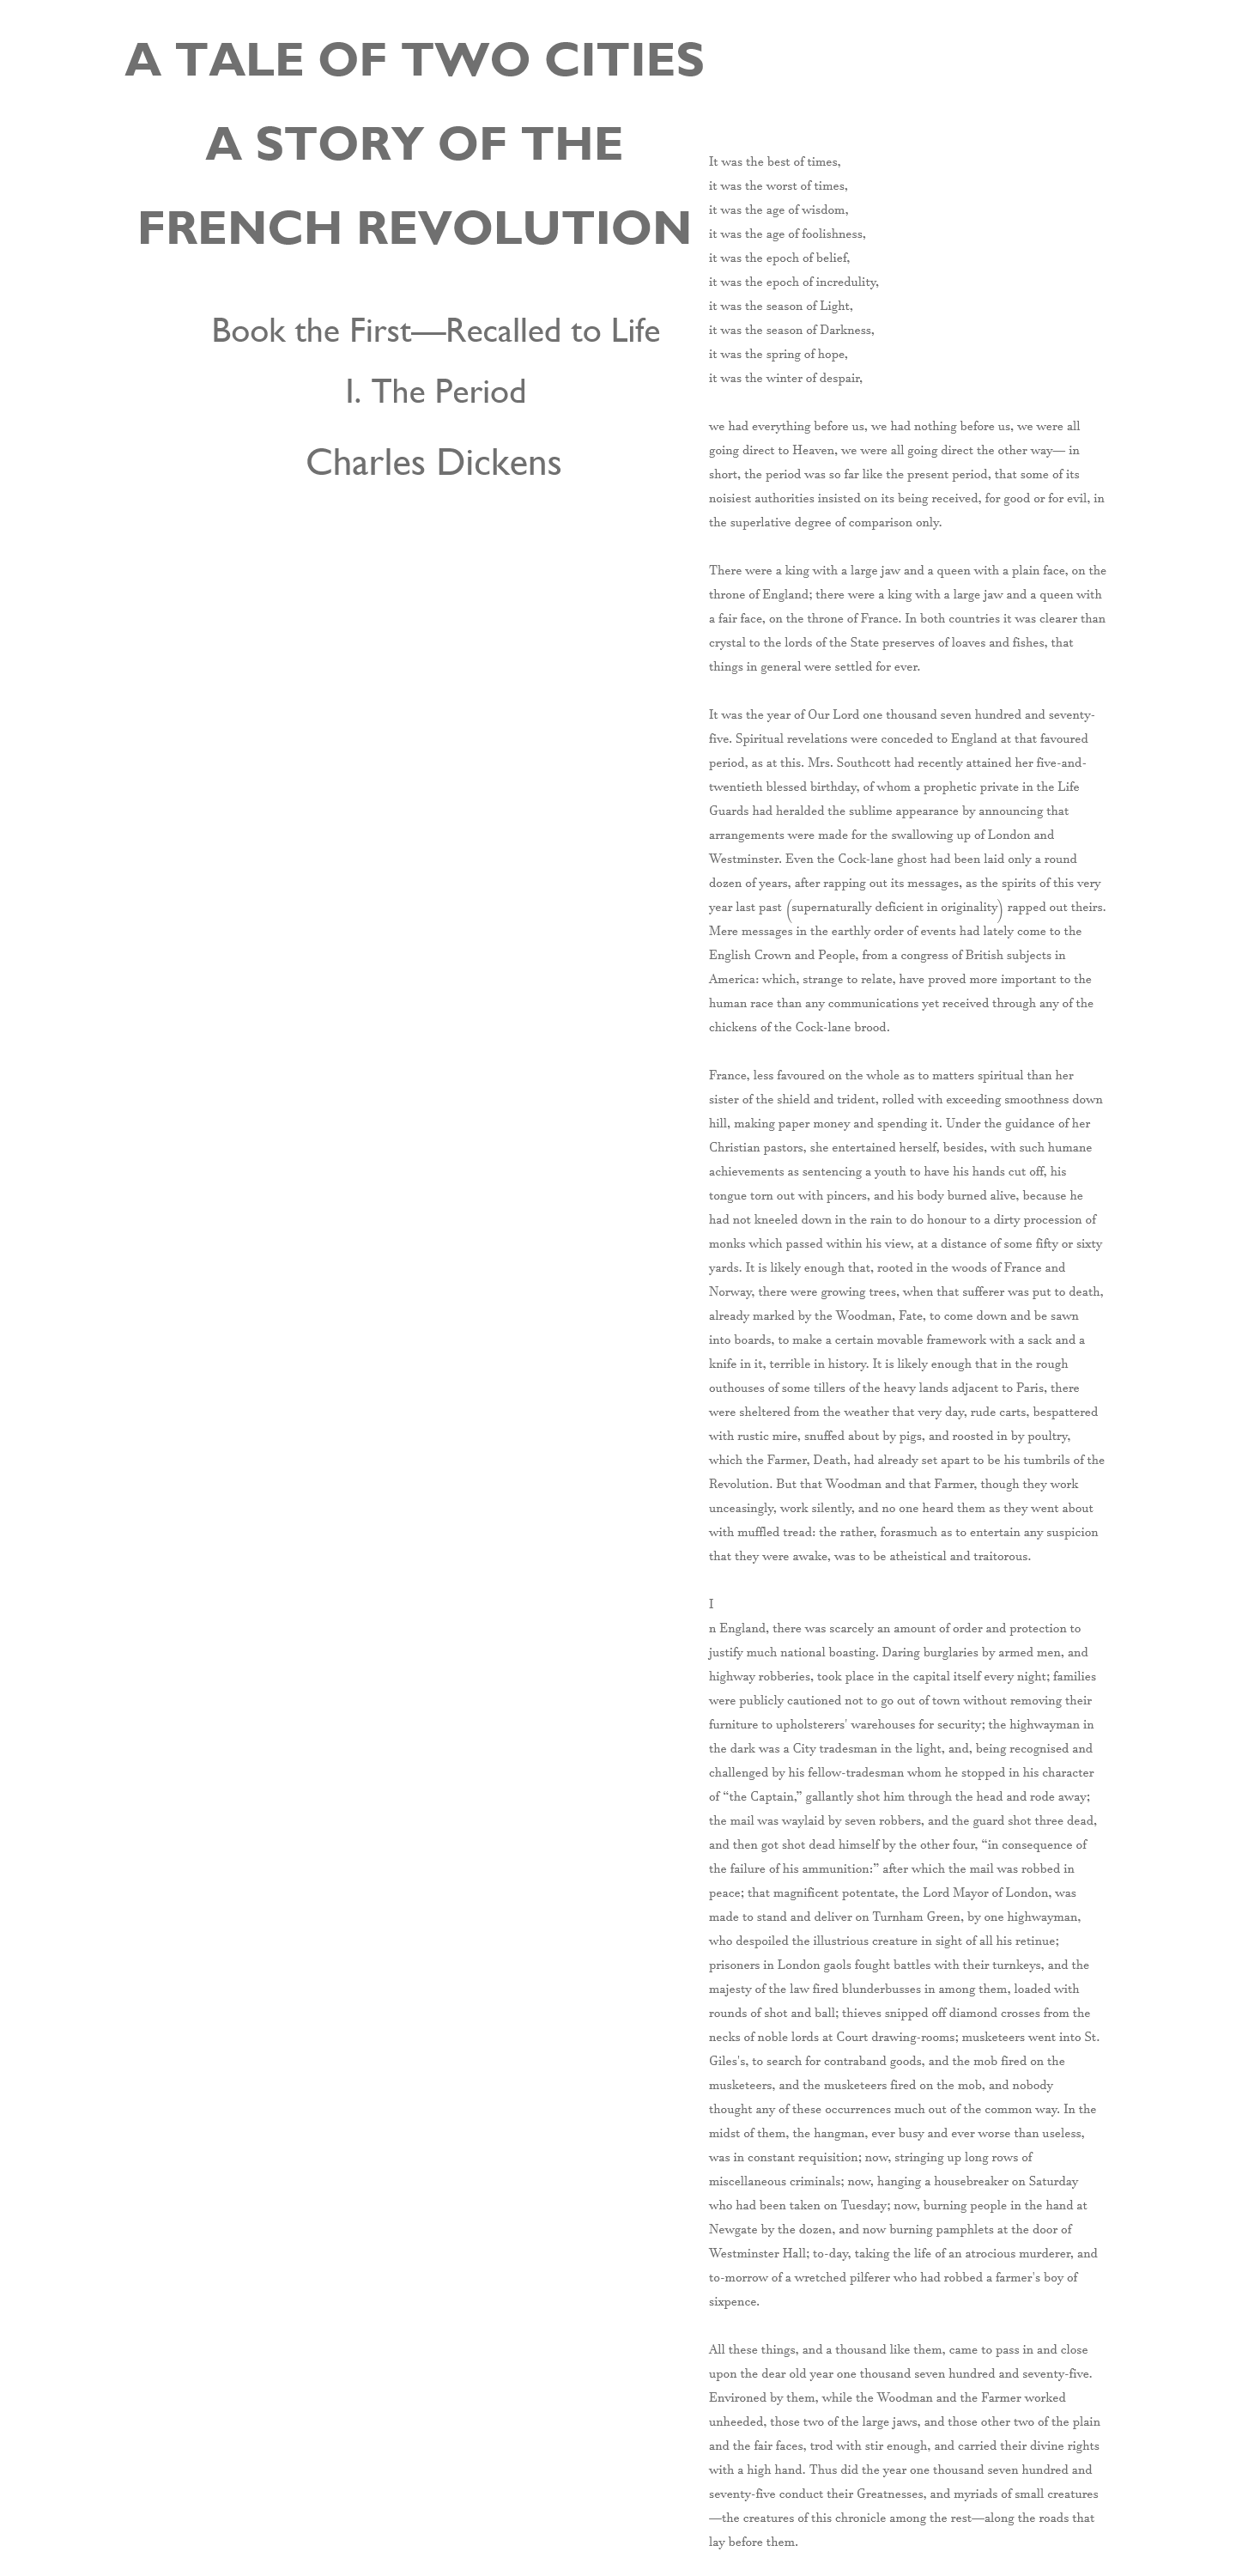 A TALE OF TWO CITIES
A STORY OF THE
FRENCH REVOLUTION
Book the First—Recalled to Life
I. The Period
Charles Dickens
It was the best of times,
it was the worst of times,
it was the age of wisdom,
it was the age of foolishness,
it was the epoch of belief,
it was the epoch of incredulity,
it was the season of Light,
it was the season of Darkness,
it was the spring of hope,
it was the winter of despair,
we had everything before us, we had nothing before us, we were all
going direct to Heaven, we were all going direct the other way— in
short, the period was so far like the present period, that some of its
noisiest authorities insisted on its being received, for good or for evil, in
the superlative degree of comparison only.
There were a king with a large jaw and a queen with a plain face, on the
throne of England; there were a king with a large jaw and a queen with
a fair face, on the throne of France. In both countries it was clearer than
crystal to the lords of the State preserves of loaves and fishes, that
things in general were settled for ever.
It was the year of Our Lord one thousand seven hundred and seventy-
five. Spiritual revelations were conceded to England at that favoured
period, as at this. Mrs. Southcott had recently attained her five-and-
twentieth blessed birthday, of whom a prophetic private in the Life
Guards had heralded the sublime appearance by announcing that
arrangements were made for the swallowing up of London and
Westminster. Even the Cock-lane ghost had been laid only a round
dozen of years, after rapping out its messages, as the spirits of this very
year last past (supernaturally deficient in originality) rapped out theirs.
Mere messages in the earthly order of events had lately come to the
English Crown and People, from a congress of British subjects in
America: which, strange to relate, have proved more important to the
human race than any communications yet received through any of the
chickens of the Cock-lane brood.
France, less favoured on the whole as to matters spiritual than her
sister of the shield and trident, rolled with exceeding smoothness down
hill, making paper money and spending it. Under the guidance of her
Christian pastors, she entertained herself, besides, with such humane
achievements as sentencing a youth to have his hands cut off, his
tongue torn out with pincers, and his body burned alive, because he
had not kneeled down in the rain to do honour to a dirty procession of
monks which passed within his view, at a distance of some fifty or sixty
yards. It is likely enough that, rooted in the woods of France and
Norway, there were growing trees, when that sufferer was put to death,
already marked by the Woodman, Fate, to come down and be sawn
into boards, to make a certain movable framework with a sack and a
knife in it, terrible in history. It is likely enough that in the rough
outhouses of some tillers of the heavy lands adjacent to Paris, there
were sheltered from the weather that very day, rude carts, bespattered
with rustic mire, snuffed about by pigs, and roosted in by poultry,
which the Farmer, Death, had already set apart to be his tumbrils of the
Revolution. But that Woodman and that Farmer, though they work
unceasingly, work silently, and no one heard them as they went about
with muffled tread: the rather, forasmuch as to entertain any suspicion
that they were awake, was to be atheistical and traitorous.
I
n England, there was scarcely an amount of order and protection to
justify much national boasting. Daring burglaries by armed men, and
highway robberies, took place in the capital itself every night; families
were publicly cautioned not to go out of town without removing their
furniture to upholsterers' warehouses for security; the highwayman in
the dark was a City tradesman in the light, and, being recognised and
challenged by his fellow-tradesman whom he stopped in his character
of “the Captain,” gallantly shot him through the head and rode away;
the mail was waylaid by seven robbers, and the guard shot three dead,
and then got shot dead himself by the other four, “in consequence of
the failure of his ammunition:” after which the mail was robbed in
peace; that magnificent potentate, the Lord Mayor of London, was
made to stand and deliver on Turnham Green, by one highwayman,
who despoiled the illustrious creature in sight of all his retinue;
prisoners in London gaols fought battles with their turnkeys, and the
majesty of the law fired blunderbusses in among them, loaded with
rounds of shot and ball; thieves snipped off diamond crosses from the
necks of noble lords at Court drawing-rooms; musketeers went into St.
Giles's, to search for contraband goods, and the mob fired on the
musketeers, and the musketeers fired on the mob, and nobody
thought any of these occurrences much out of the common way. In the
midst of them, the hangman, ever busy and ever worse than useless,
was in constant requisition; now, stringing up long rows of
miscellaneous criminals; now, hanging a housebreaker on Saturday
who had been taken on Tuesday; now, burning people in the hand at
Newgate by the dozen, and now burning pamphlets at the door of
Westminster Hall; to-day, taking the life of an atrocious murderer, and
to-morrow of a wretched pilferer who had robbed a farmer's boy of
sixpence.
All these things, and a thousand like them, came to pass in and close
upon the dear old year one thousand seven hundred and seventy-five.
Environed by them, while the Woodman and the Farmer worked
unheeded, those two of the large jaws, and those other two of the plain
and the fair faces, trod with stir enough, and carried their divine rights
with a high hand. Thus did the year one thousand seven hundred and
seventy-five conduct their Greatnesses, and myriads of small creatures
—the creatures of this chronicle among the rest—along the roads that
lay before them.